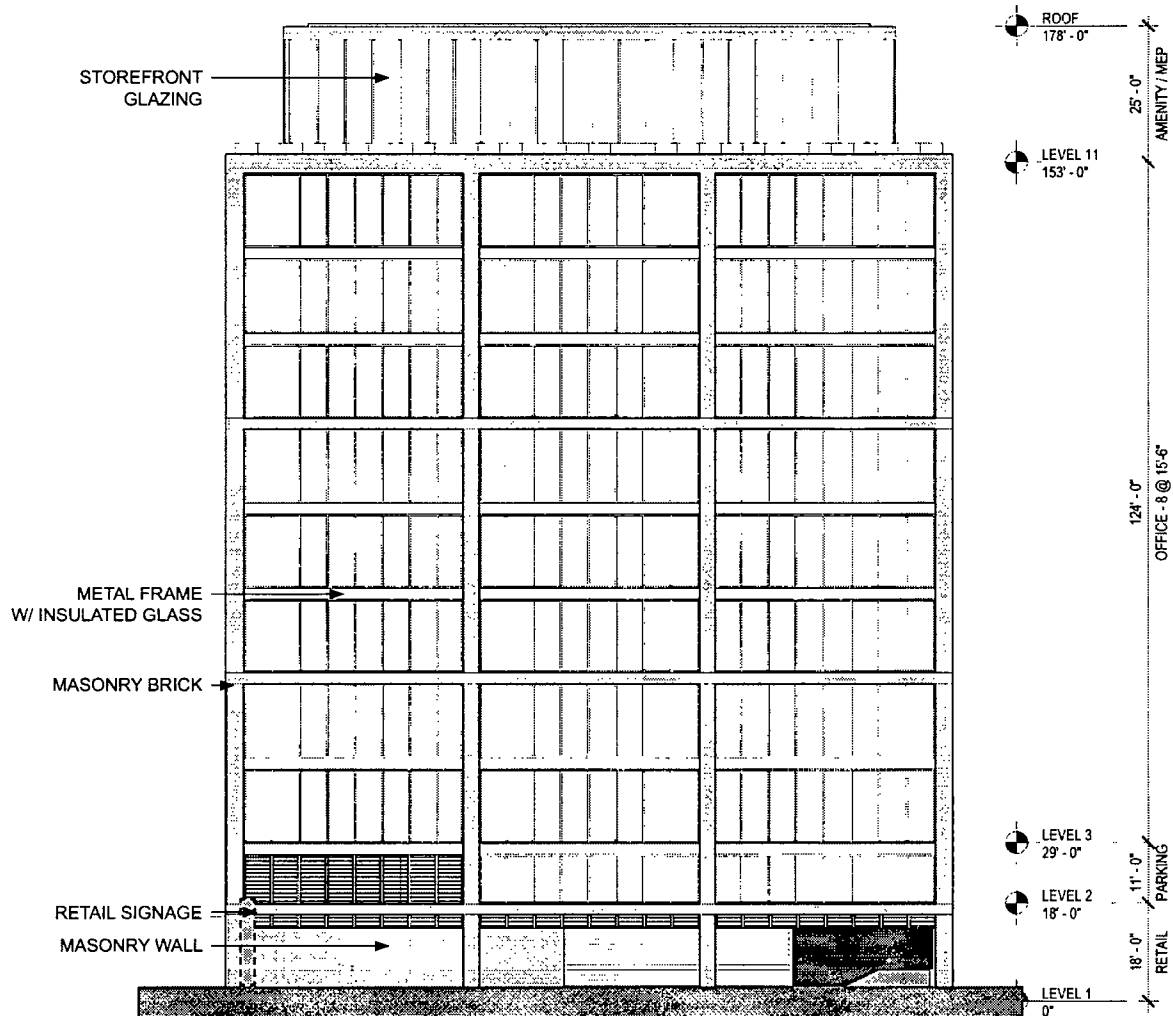 STOREFRONT
GLAZING
METAL FRAME
W/ INSULATED GLASS
MASONRY BRICK
RETAIL SIGNAGE
MASONRY WALL
ROOF
178' - 0"
25' - 0"
AMENITY / MEP
LEVEL 11
153' - 0"
124' - 0"
OFFICE - 8 @ 15'-6"
LEVEL 3
29' - 0"
11' - 0"
PARKING
LEVEL 2
18' - 0"
18' - 0"
RETAIL
LEVEL 1
0"